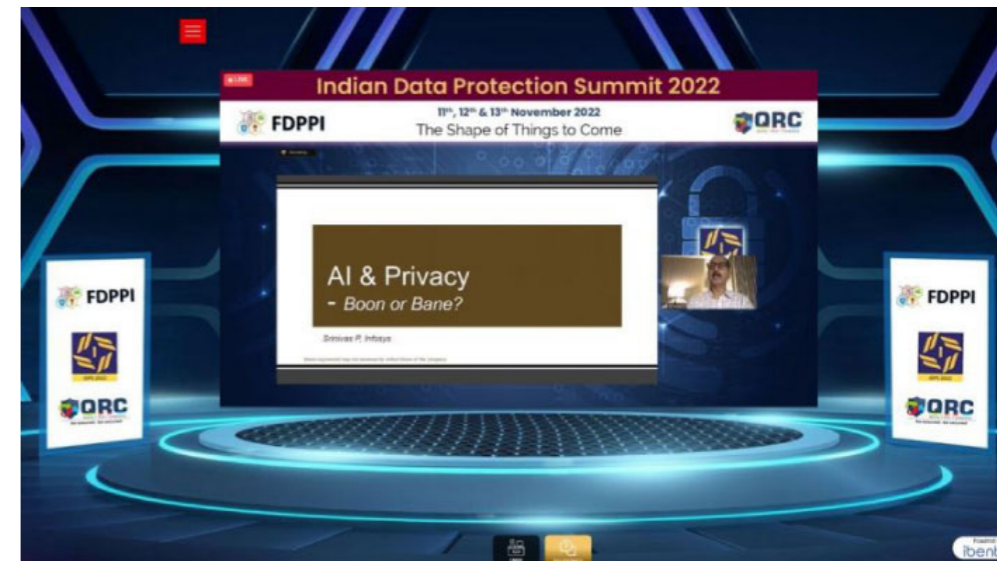 LIVE
Indian Data Protection Summit 2022
FDPPI
11th, 12th & 13th November 2022
The Shape of Things to Come
QRC
AI & Privacy
- Boon or Bane?
Srinivas P, Infosys
FDPPI
QRC
FDPPI
QRC
Powered